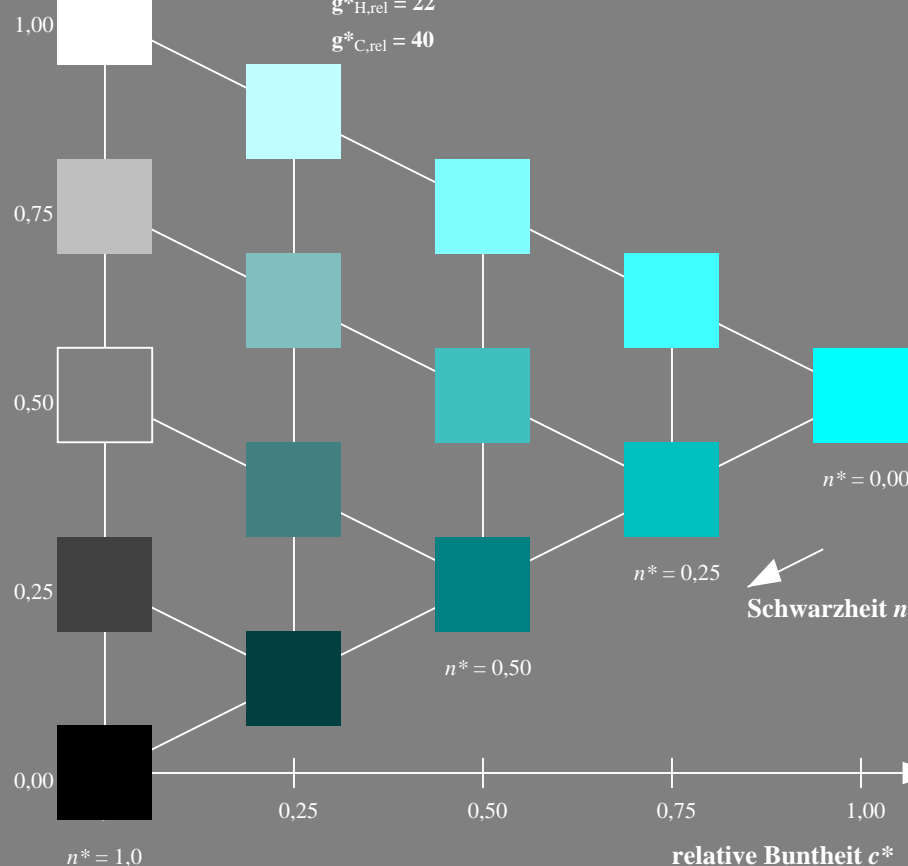 g*H,rel = 22
1,00
g*C,rel = 40
0,75
0,50
n* = 0,00
n* = 0,25
0,25
Schwarzheit n
n* = 0,50
0,00
0,25
0,50
0,75
1,00
n* = 1,0
relative Buntheit c*